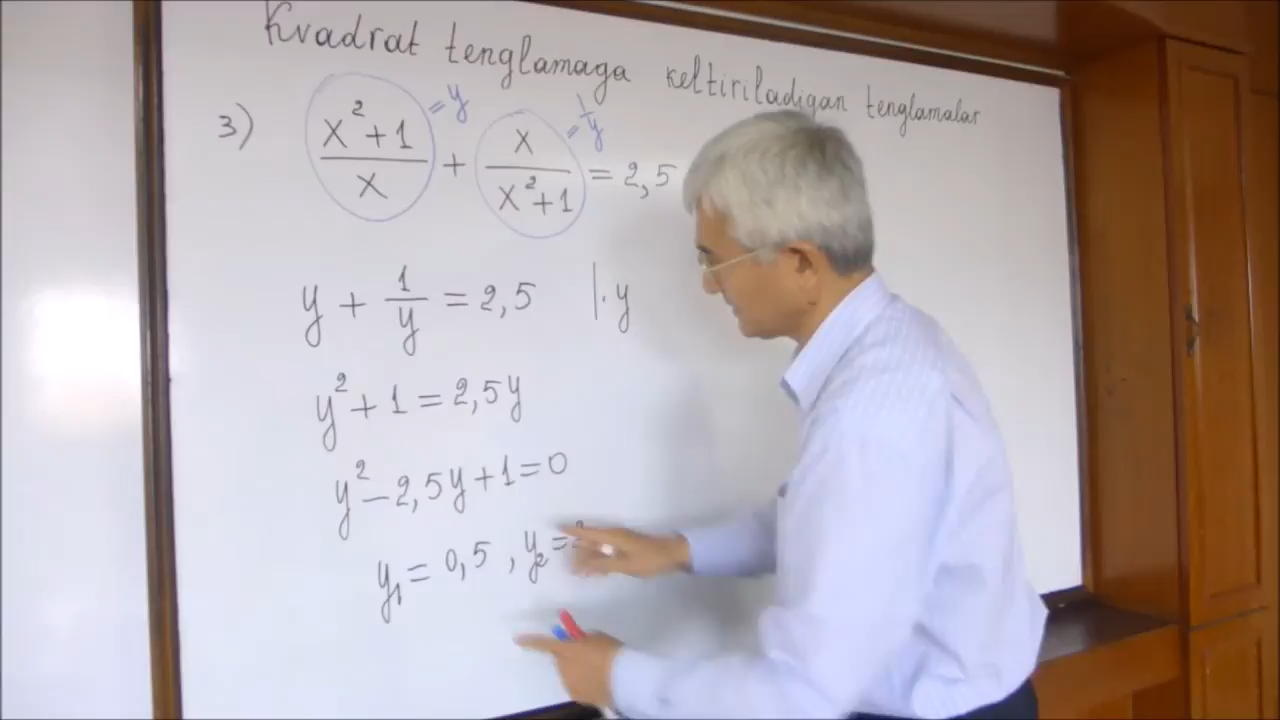 Kvadrat tenglamaga keltiriladigan tenglamalar
3) (x²+1)/x = y + x/(x²+1) = 1/y = 2,5
y + 1/y = 2,5 |·y
y² + 1 = 2,5y
y² − 2,5y + 1 = 0
y₁ = 0,5 , y₂ =